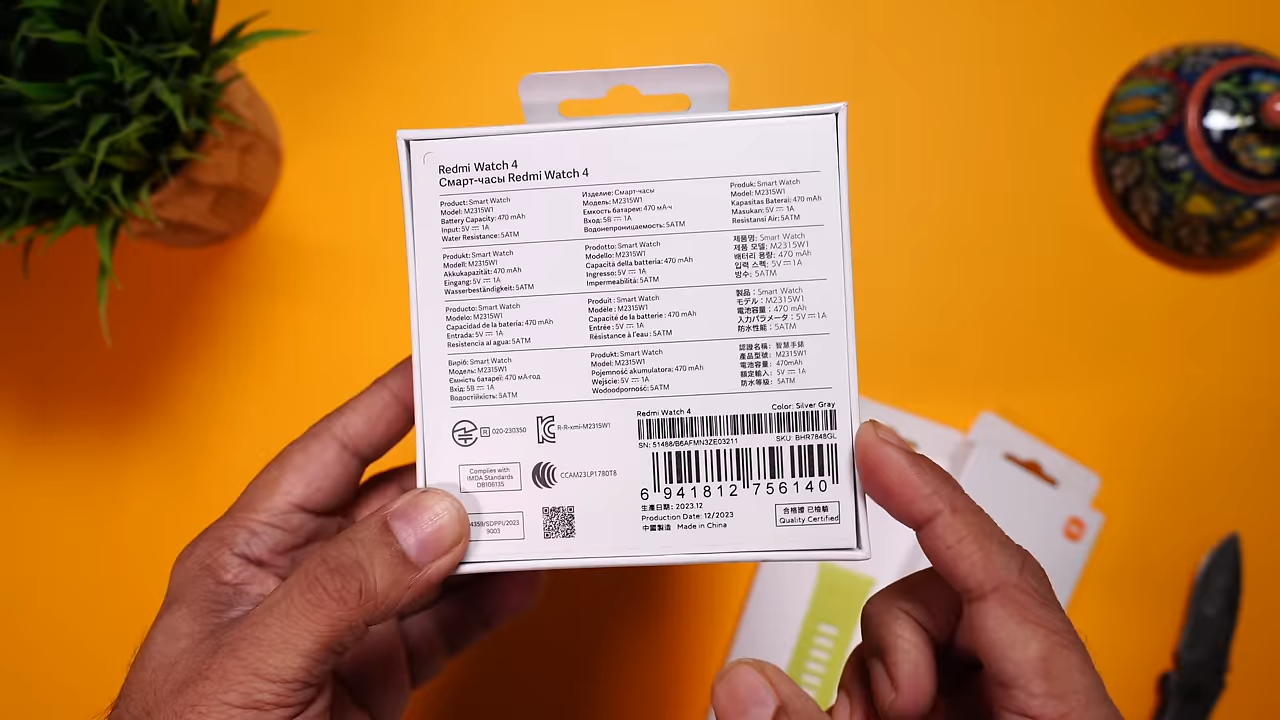 Redmi Watch 4
Смарт-часы Redmi Watch 4
Product: Smart Watch
Model: M2315W1
Battery Capacity: 470 mAh
Input: 5V⎓1A
Water Resistance: 5ATM
Изделие: Смарт-часы
Модель: M2315W1
Емкость батареи: 470 мА·ч
Вход: 5В⎓1A
Водонепроницаемость: 5ATM
Produk: Smart Watch
Model: M2315W1
Kapasitas Baterai: 470 mAh
Masukan: 5V⎓1A
Resistansi Air: 5ATM
Produkt: Smart Watch
Modell: M2315W1
Akkukapazität: 470 mAh
Eingang: 5V⎓1A
Wasserbeständigkeit: 5ATM
Prodotto: Smart Watch
Modello: M2315W1
Capacità della batteria: 470 mAh
Ingresso: 5V⎓1A
Impermeabilità: 5ATM
제품명: Smart Watch
제품 모델: M2315W1
배터리 용량: 470 mAh
입력 스펙: 5V⎓1A
방수: 5ATM
Producto: Smart Watch
Modelo: M2315W1
Capacidad de la batería: 470 mAh
Entrada: 5V⎓1A
Resistencia al agua: 5ATM
Produit : Smart Watch
Modèle : M2315W1
Capacité de la batterie : 470 mAh
Entrée : 5V⎓1A
Résistance à l'eau : 5ATM
製品：Smart Watch
モデル：M2315W1
電池容量：470 mAh
入力パラメータ：5V⎓1A
防水性能：5ATM
Виріб: Smart Watch
Модель: M2315W1
Ємність батареї: 470 мА·год
Вхід: 5В⎓1A
Водостійкість: 5ATM
Produkt: Smart Watch
Model: M2315W1
Pojemność akumulatora: 470 mAh
Wejście: 5V⎓1A
Wodoodporność: 5ATM
認證名稱：智慧手錶
產品型號：M2315W1
電池容量：470mAh
額定輸入：5V⎓1A
防水等級：5ATM
R 020-230350
R-R-xmi-M2315W1
Complies with
IMDA Standards
DB106135
CCAM23LP1780T8
4359/SDPPI/2023
9003
Redmi Watch 4
Color: Silver Gray
SN: 51488/B6AFMN3ZE03211
SKU: BHR7848GL
6 941812 756140
生產日期: 2023.12
Production Date: 12/2023
中國製造 Made in China
合格證 已檢驗
Quality Certified